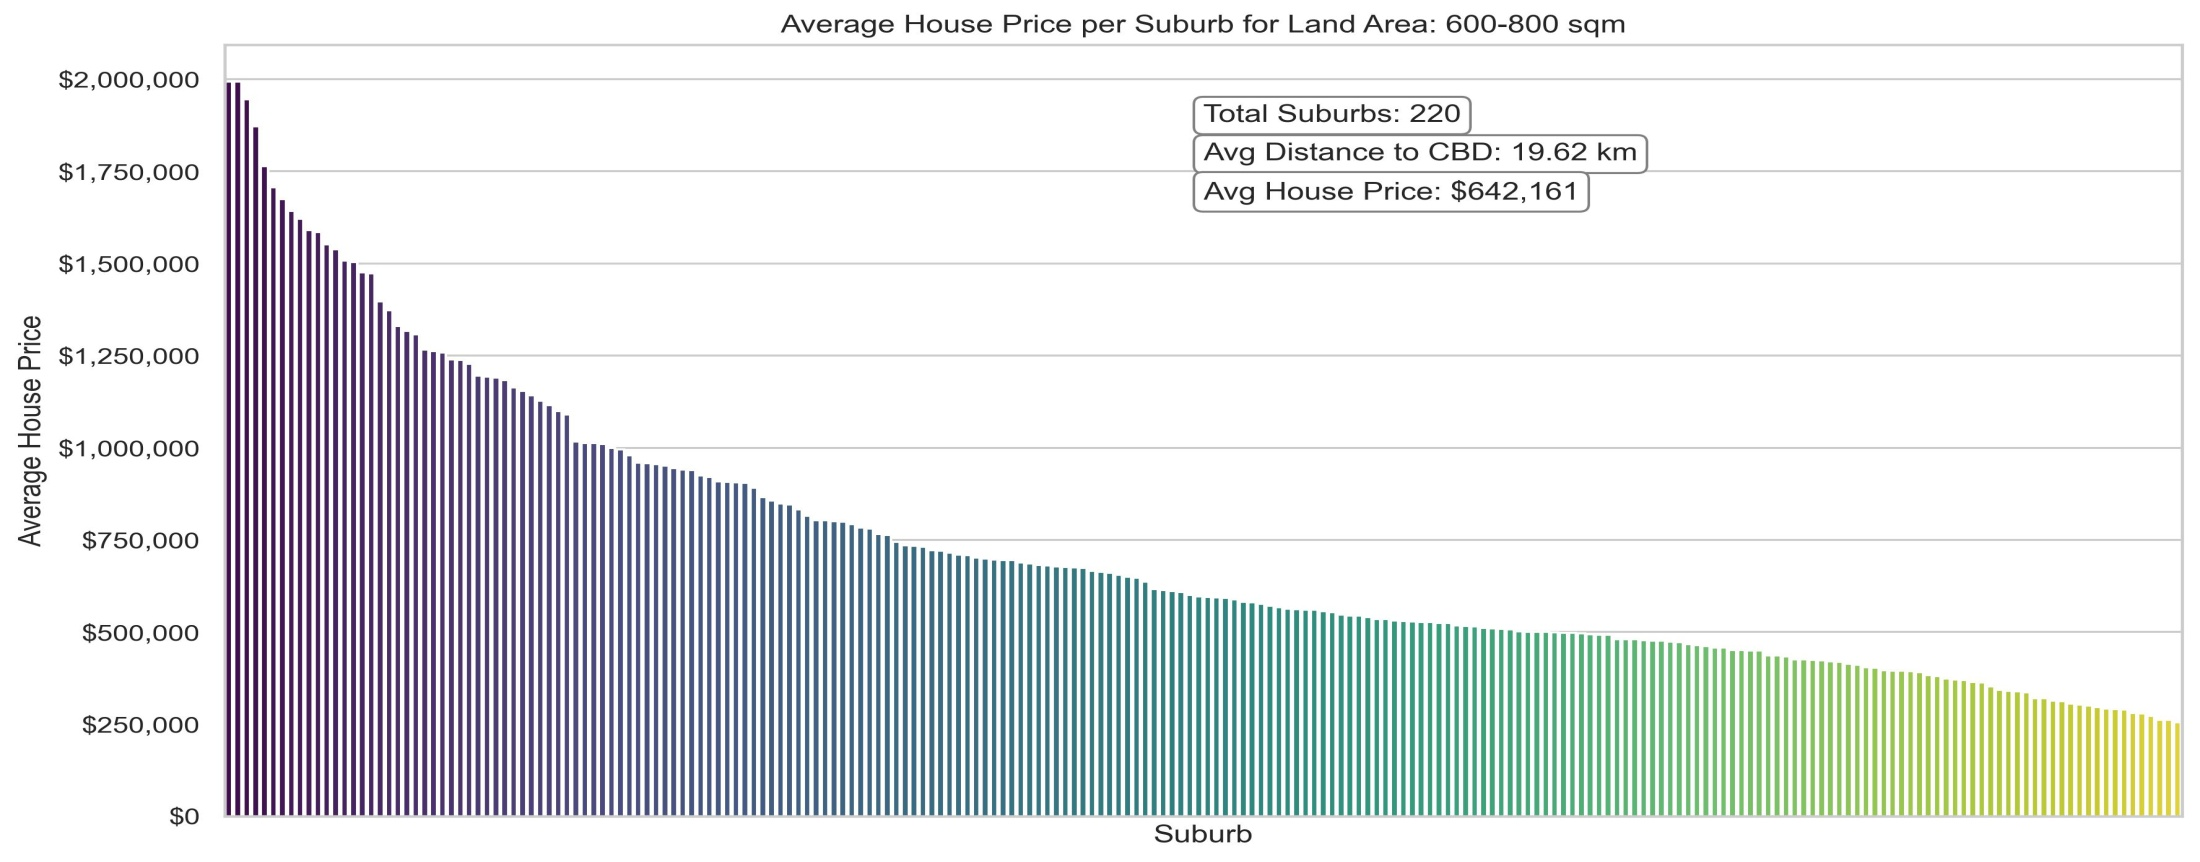 Average House Price per Suburb for Land Area: 600-800 sqm
$2,000,000
$1,750,000
$1,500,000
$1,250,000
$1,000,000
$750,000
$500,000
$250,000
$0
Average House Price
Total Suburbs: 220
Avg Distance to CBD: 19.62 km
Avg House Price: $642,161
Suburb